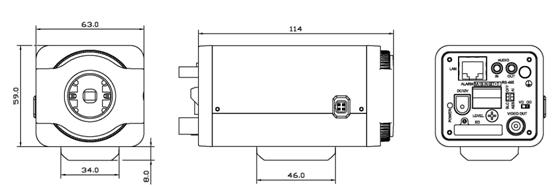 63.0
59.0
34.0
8.0
114
46.0
AUDIO
LAN
IN
OUT
ALARM
RS-485
DC12V
POWER
LEVEL
VIDEO OUT